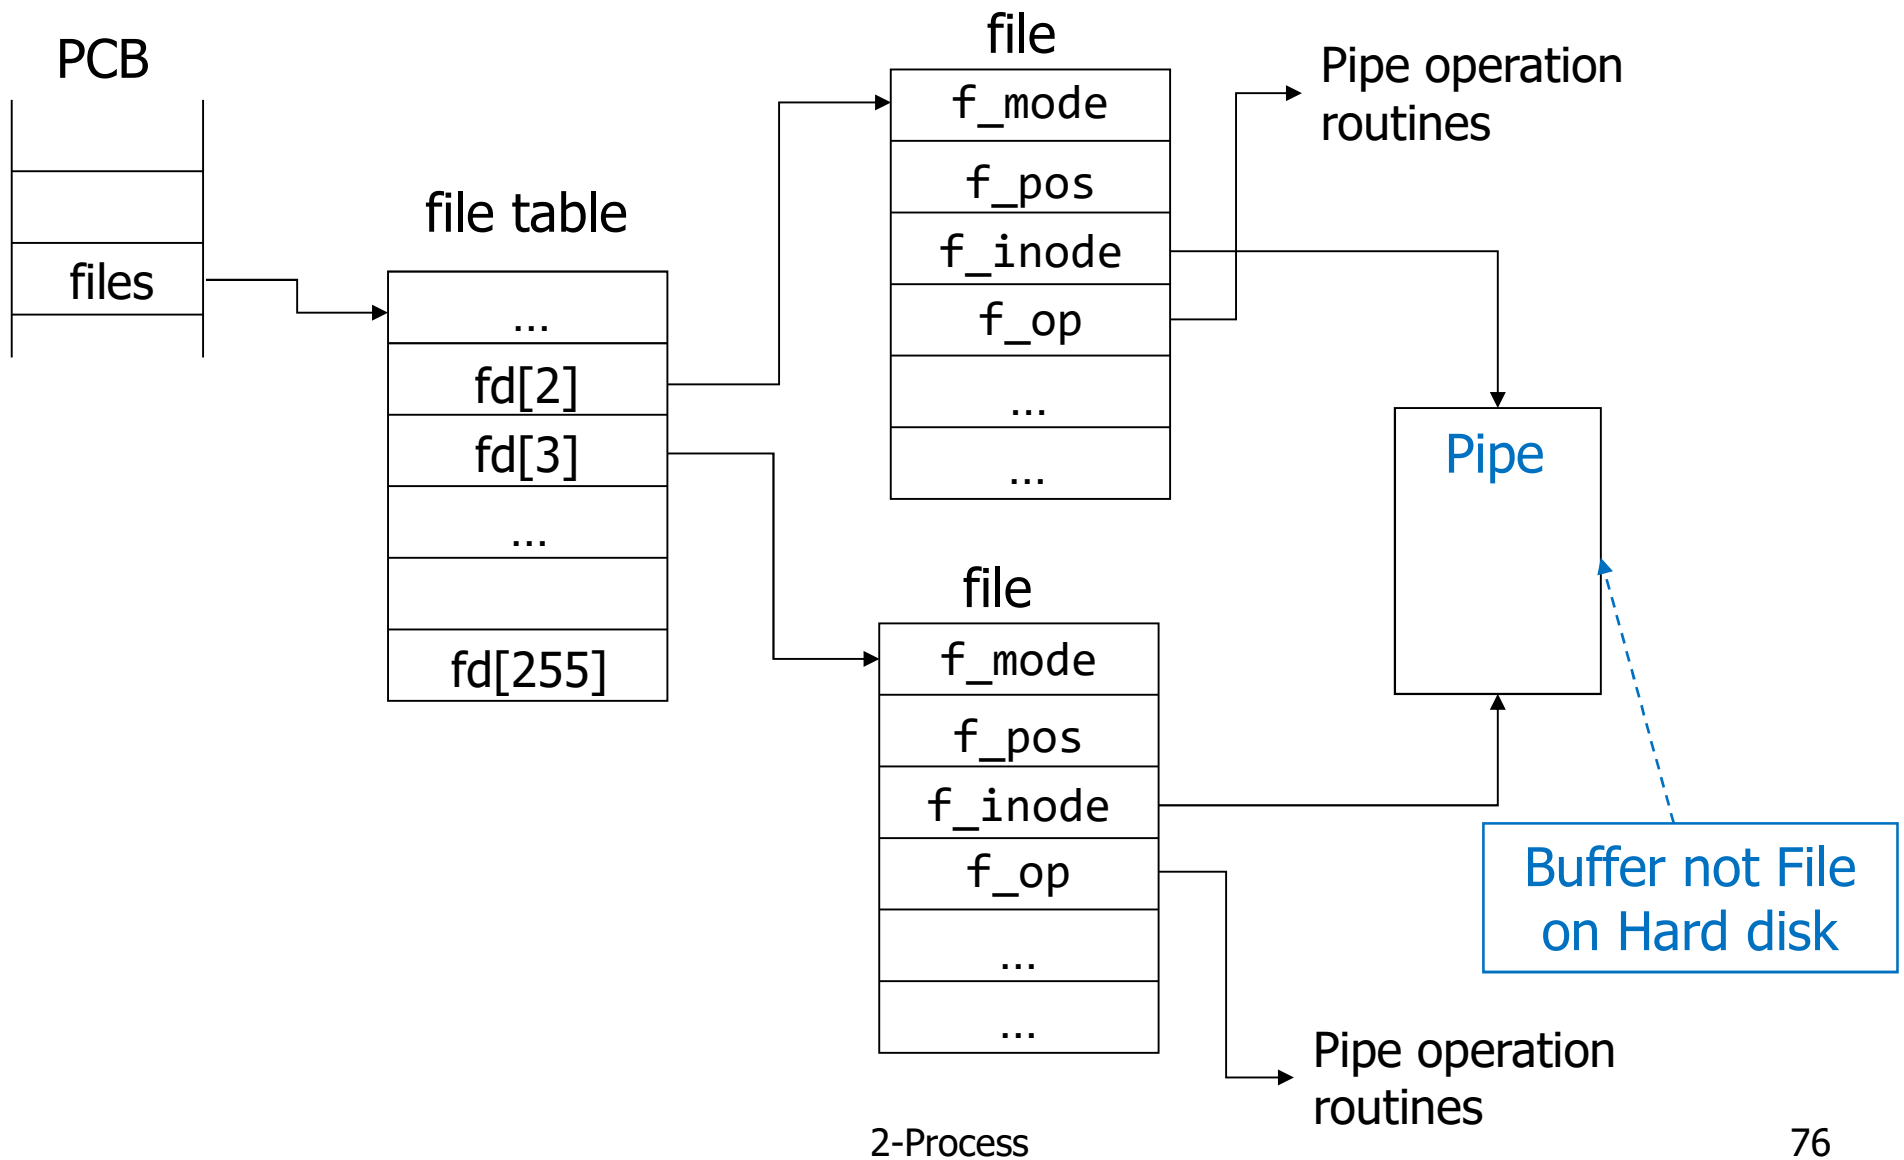 PCB
files
file table
...
fd[2]
fd[3]
...
fd[255]
file
f_mode
f_pos
f_inode
f_op
...
...
Pipe operation
routines
Pipe
file
f_mode
f_pos
f_inode
f_op
...
...
Buffer not File
on Hard disk
Pipe operation
routines
2-Process
76